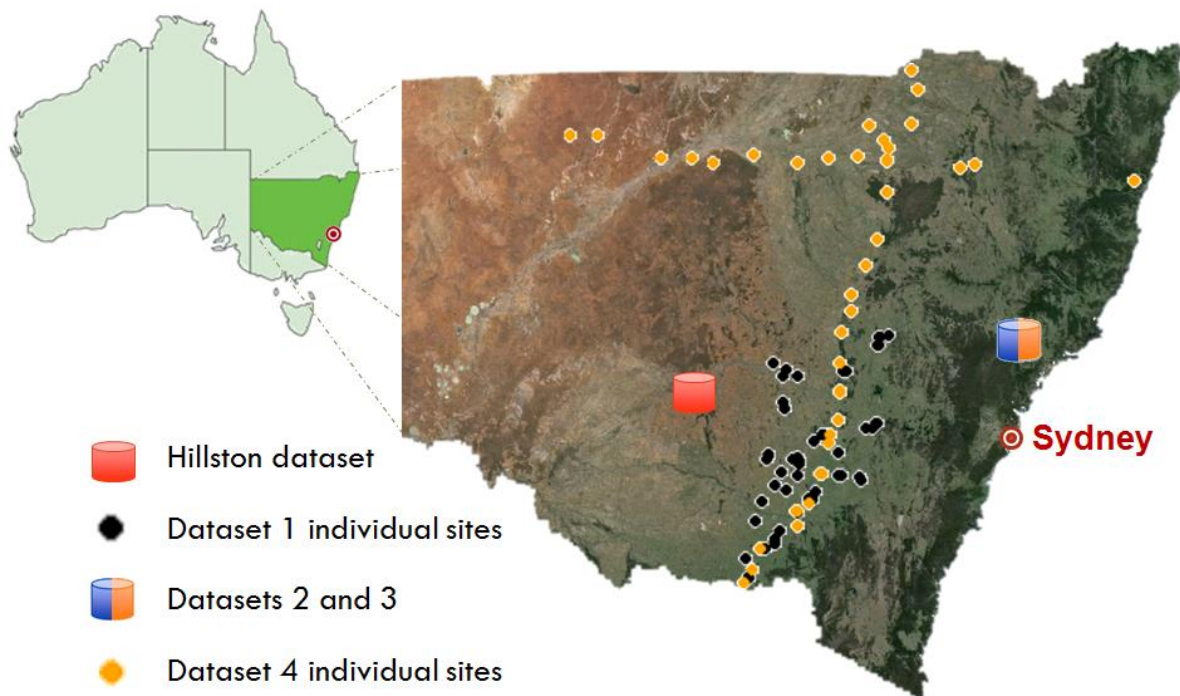 Sydney
Hillston dataset
Dataset 1 individual sites
Datasets 2 and 3
Dataset 4 individual sites